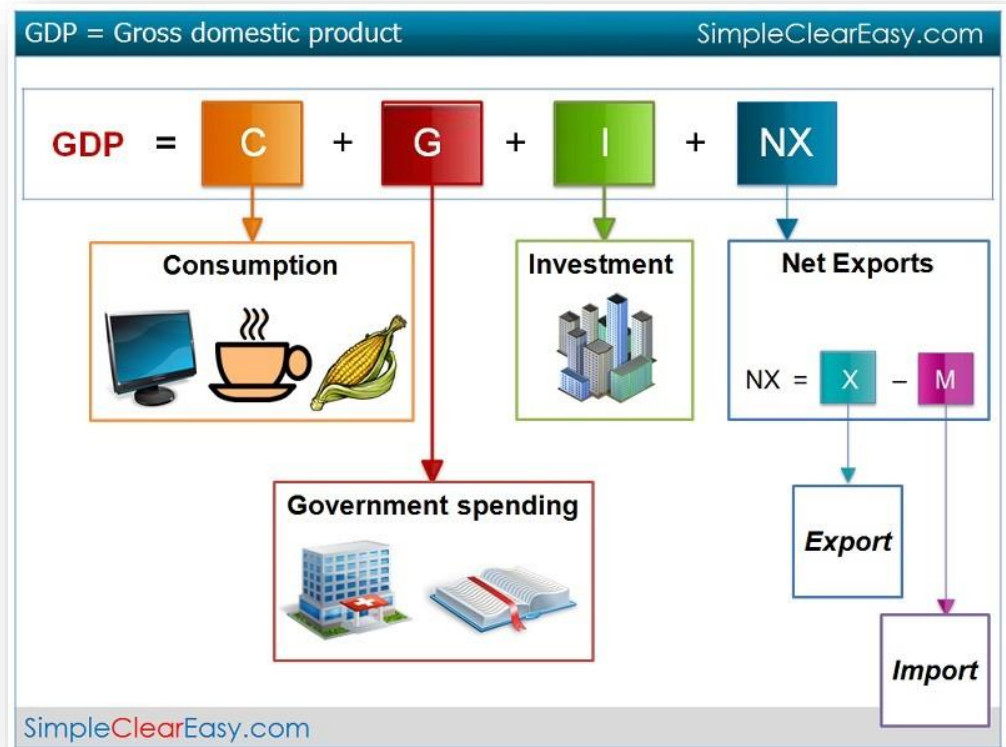 GDP = Gross domestic product
SimpleClearEasy.com
GDP = C + G + I + NX
Consumption
Investment
Net Exports
NX = X – M
Government spending
Export
Import
SimpleClearEasy.com